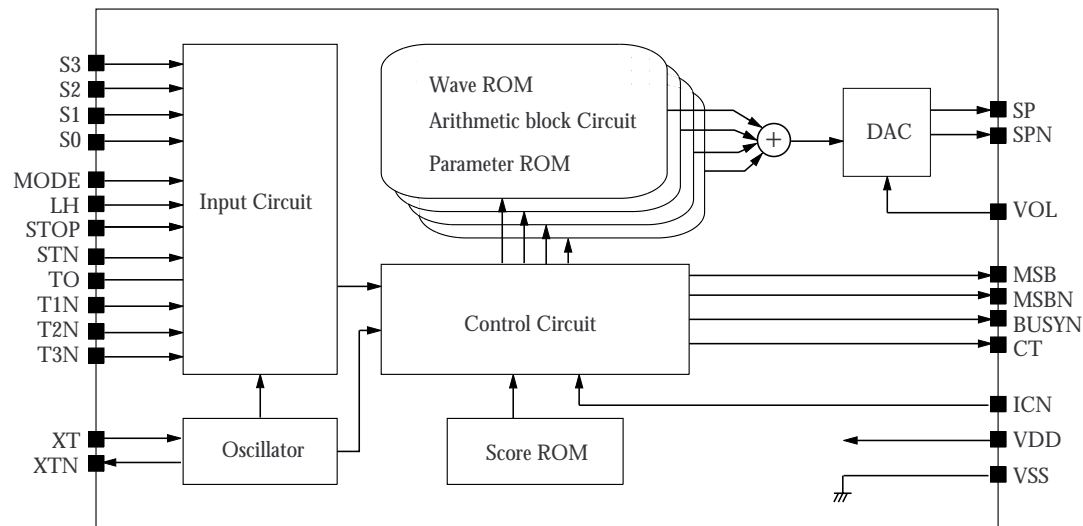 S3
S2
S1
S0
MODE
LH
STOP
STN
TO
T1N
T2N
T3N
XT
XTN
Input Circuit
Oscillator
Wave ROM
Arithmetic block Circuit
Parameter ROM
+
DAC
Control Circuit
Score ROM
SP
SPN
VOL
MSB
MSBN
BUSYN
CT
ICN
VDD
VSS